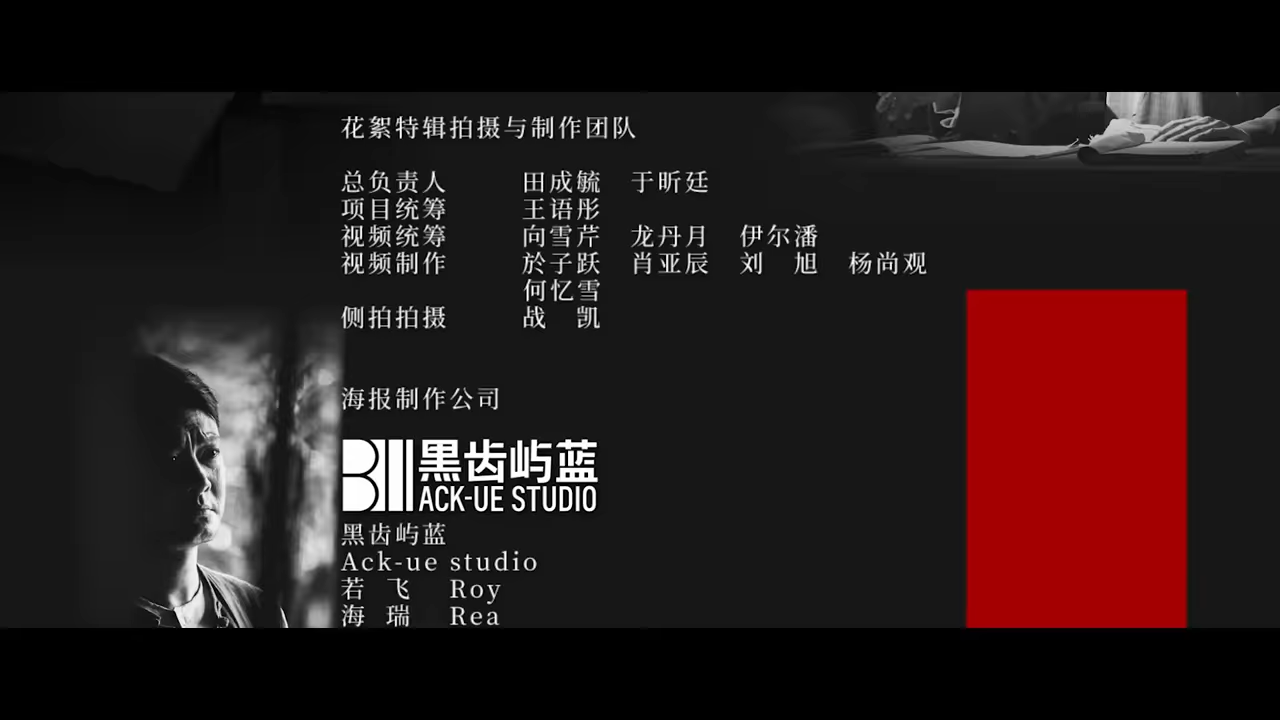 花絮特辑拍摄与制作团队
总负责人 田成毓 于昕廷
项目统筹 王语彤
视频统筹 向雪芹 龙丹月 伊尔潘
视频制作 於子跃 肖亚辰 刘 旭 杨尚观
何忆雪
侧拍拍摄 战 凯
海报制作公司
黑齿屿蓝
ACK-UE STUDIO
黑齿屿蓝
Ack-ue studio
若 飞 Roy
海 瑞 Rea